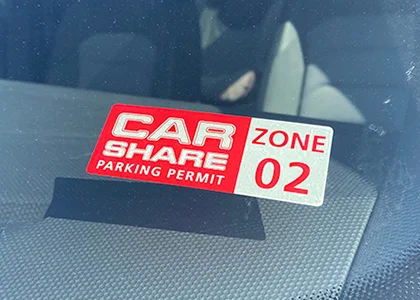 CAR
SHARE
PARKING PERMIT
ZONE
02